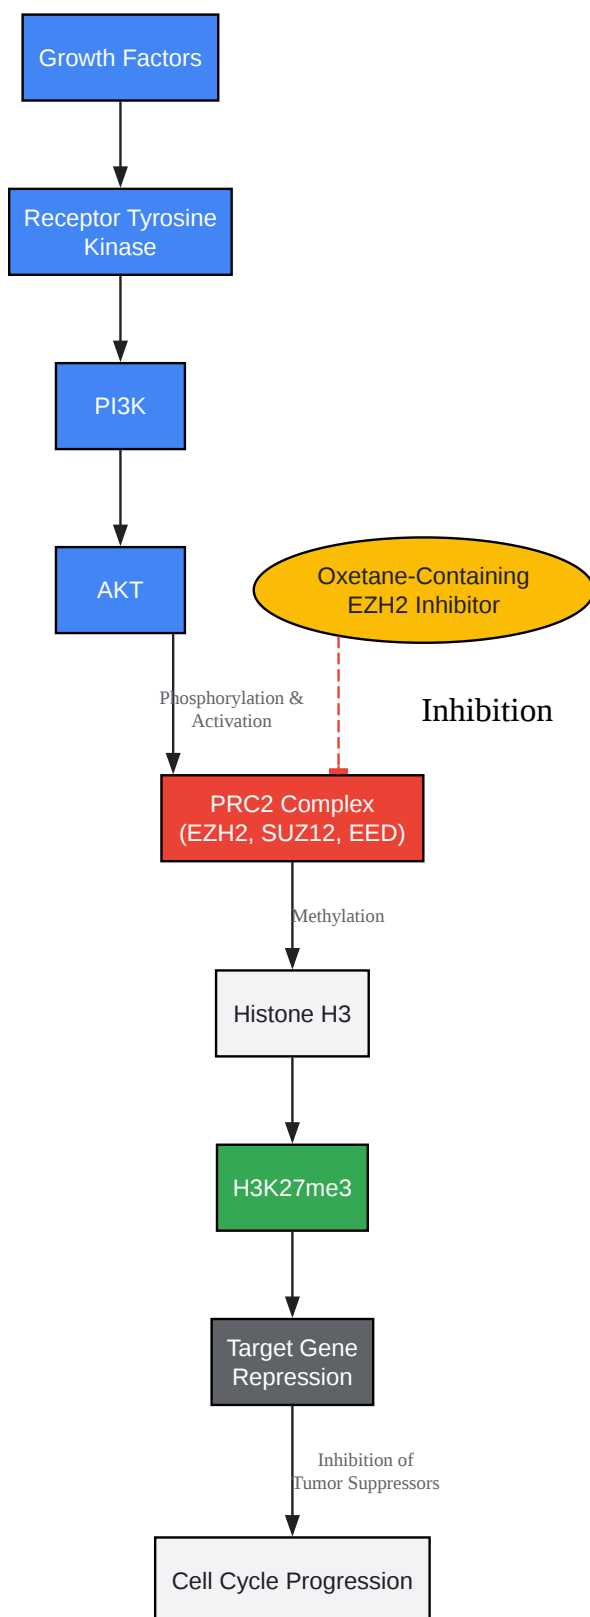 Growth Factors
Receptor Tyrosine
Kinase
PI3K
AKT
Oxetane-Containing
EZH2 Inhibitor
Phosphorylation &
Activation
Inhibition
PRC2 Complex
(EZH2, SUZ12, EED)
Methylation
Histone H3
H3K27me3
Target Gene
Repression
Inhibition of
Tumor Suppressors
Cell Cycle Progression